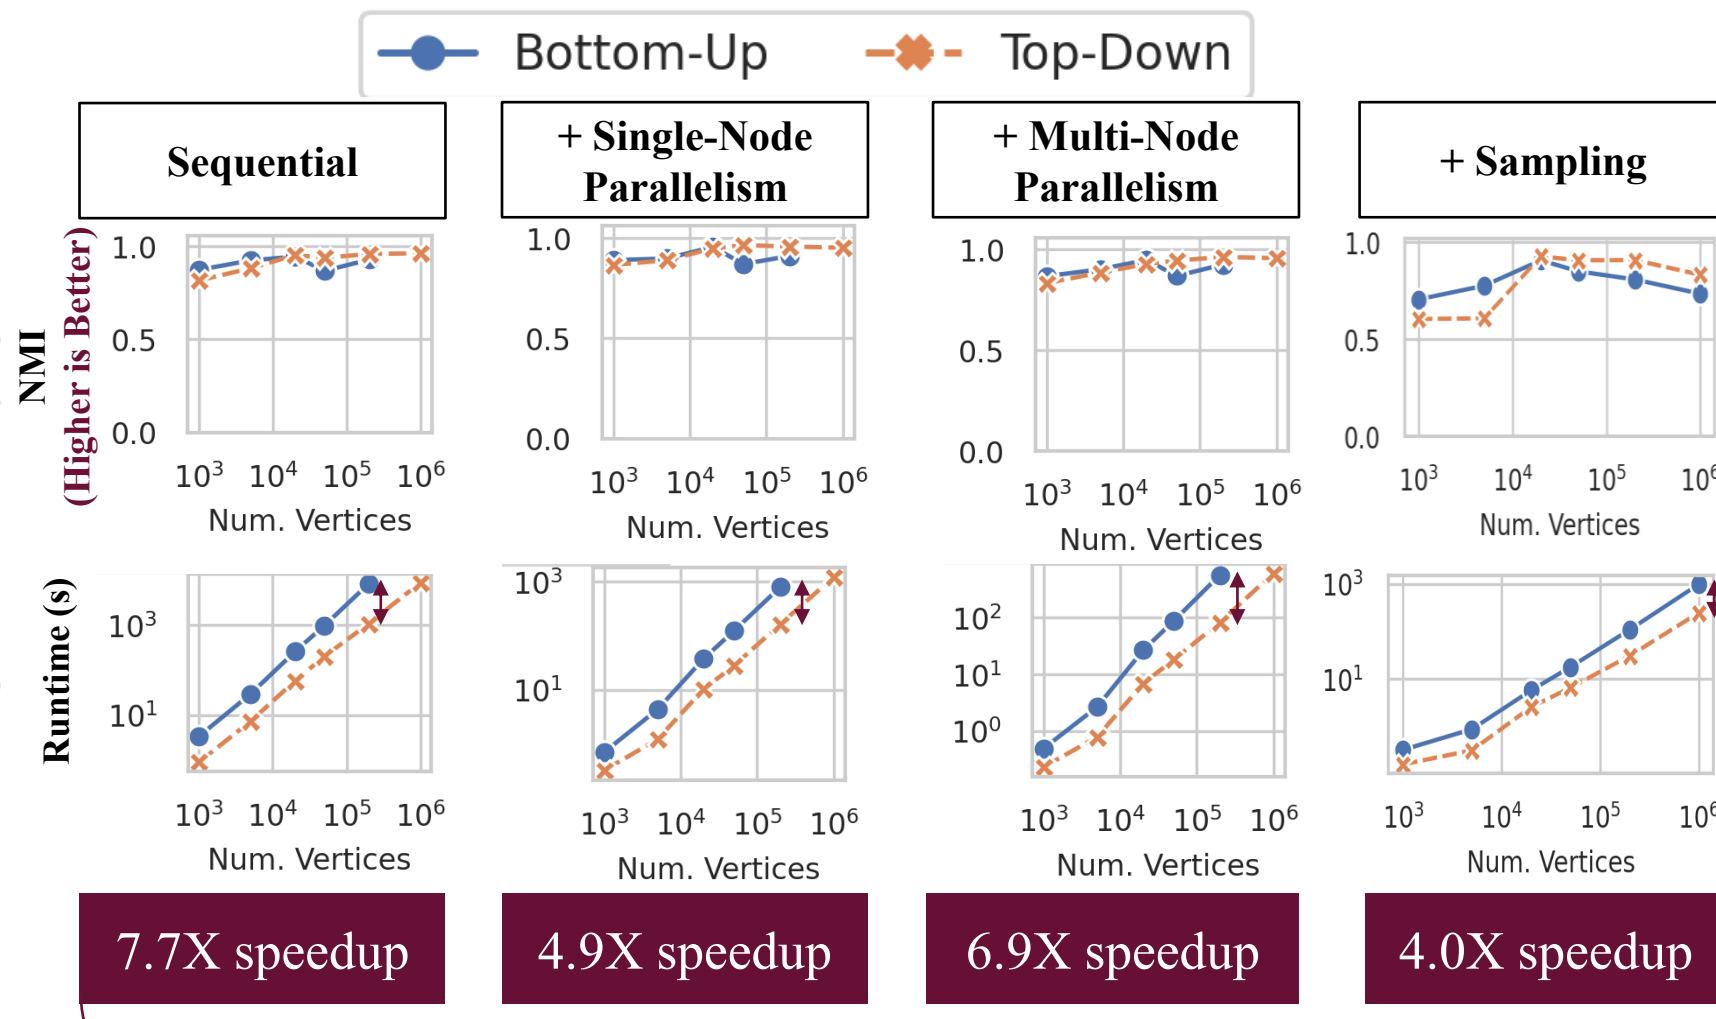 Bottom-Up Top-Down
Sequential
+ Single-Node
Parallelism
+ Multi-Node
Parallelism
+ Sampling
NMI
(Higher is Better)
1.0
0.5
0.0
10³ 10⁴ 10⁵ 10⁶
Num. Vertices
1.0
0.5
0.0
10³ 10⁴ 10⁵ 10⁶
Num. Vertices
1.0
0.5
0.0
10³ 10⁴ 10⁵ 10⁶
Num. Vertices
1.0
0.5
0.0
10³ 10⁴ 10⁵ 10⁶
Num. Vertices
Runtime (s)
10³
10¹
10³ 10⁴ 10⁵ 10⁶
Num. Vertices
10³
10¹
10³ 10⁴ 10⁵ 10⁶
Num. Vertices
10²
10¹
10⁰
10³ 10⁴ 10⁵ 10⁶
Num. Vertices
10³
10¹
10³ 10⁴ 10⁵ 10⁶
Num. Vertices
7.7X speedup
4.9X speedup
6.9X speedup
4.0X speedup